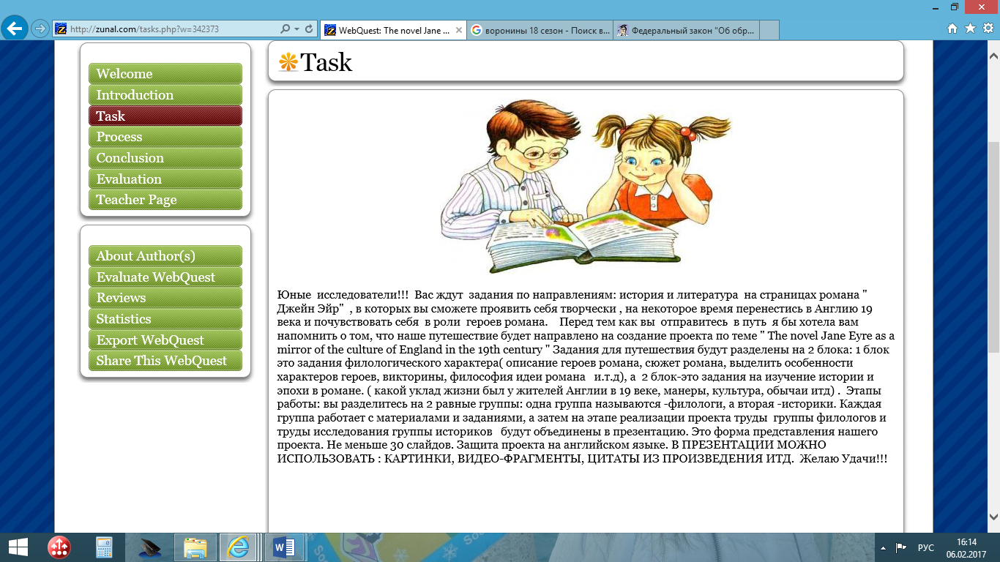 http://zunal.com/tasks.php?w=342373
WebQuest: The novel Jane ...
воронины 18 сезон - Поиск в...
Федеральный закон "Об обр...
Welcome
Introduction
Task
Process
Conclusion
Evaluation
Teacher Page
About Author(s)
Evaluate WebQuest
Reviews
Statistics
Export WebQuest
Share This WebQuest
Task
Юные исследователи!!! Вас ждут задания по направлениям: история и литература на страницах романа "
Джейн Эйр" , в которых вы сможете проявить себя творчески , на некоторое время перенестись в Англию 19
века и почувствовать себя в роли героев романа. Перед тем как вы отправитесь в путь я бы хотела вам
напомнить о том, что наше путешествие будет направлено на создание проекта по теме " The novel Jane Eyre as a
mirror of the culture of England in the 19th century " Задания для путешествия будут разделены на 2 блока: 1 блок
это задания филологического характера( описание героев романа, сюжет романа, выделить особенности
характеров героев, викторины, философия идеи романа и.т.д), а 2 блок-это задания на изучение истории и
эпохи в романе. ( какой уклад жизни был у жителей Англии в 19 веке, манеры, культура, обычаи итд) . Этапы
работы: вы разделитесь на 2 равные группы: одна группа называются -филологи, а вторая -историки. Каждая
группа работает с материалами и заданиями, а затем на этапе реализации проекта труды группы филологов и
труды исследования группы историков будут объединены в презентацию. Это форма представления нашего
проекта. Не меньше 30 слайдов. Защита проекта на английском языке. В ПРЕЗЕНТАЦИИ МОЖНО
ИСПОЛЬЗОВАТЬ : КАРТИНКИ, ВИДЕО-ФРАГМЕНТЫ, ЦИТАТЫ ИЗ ПРОИЗВЕДЕНИЯ ИТД. Желаю Удачи!!!
РУС
16:14
06.02.2017